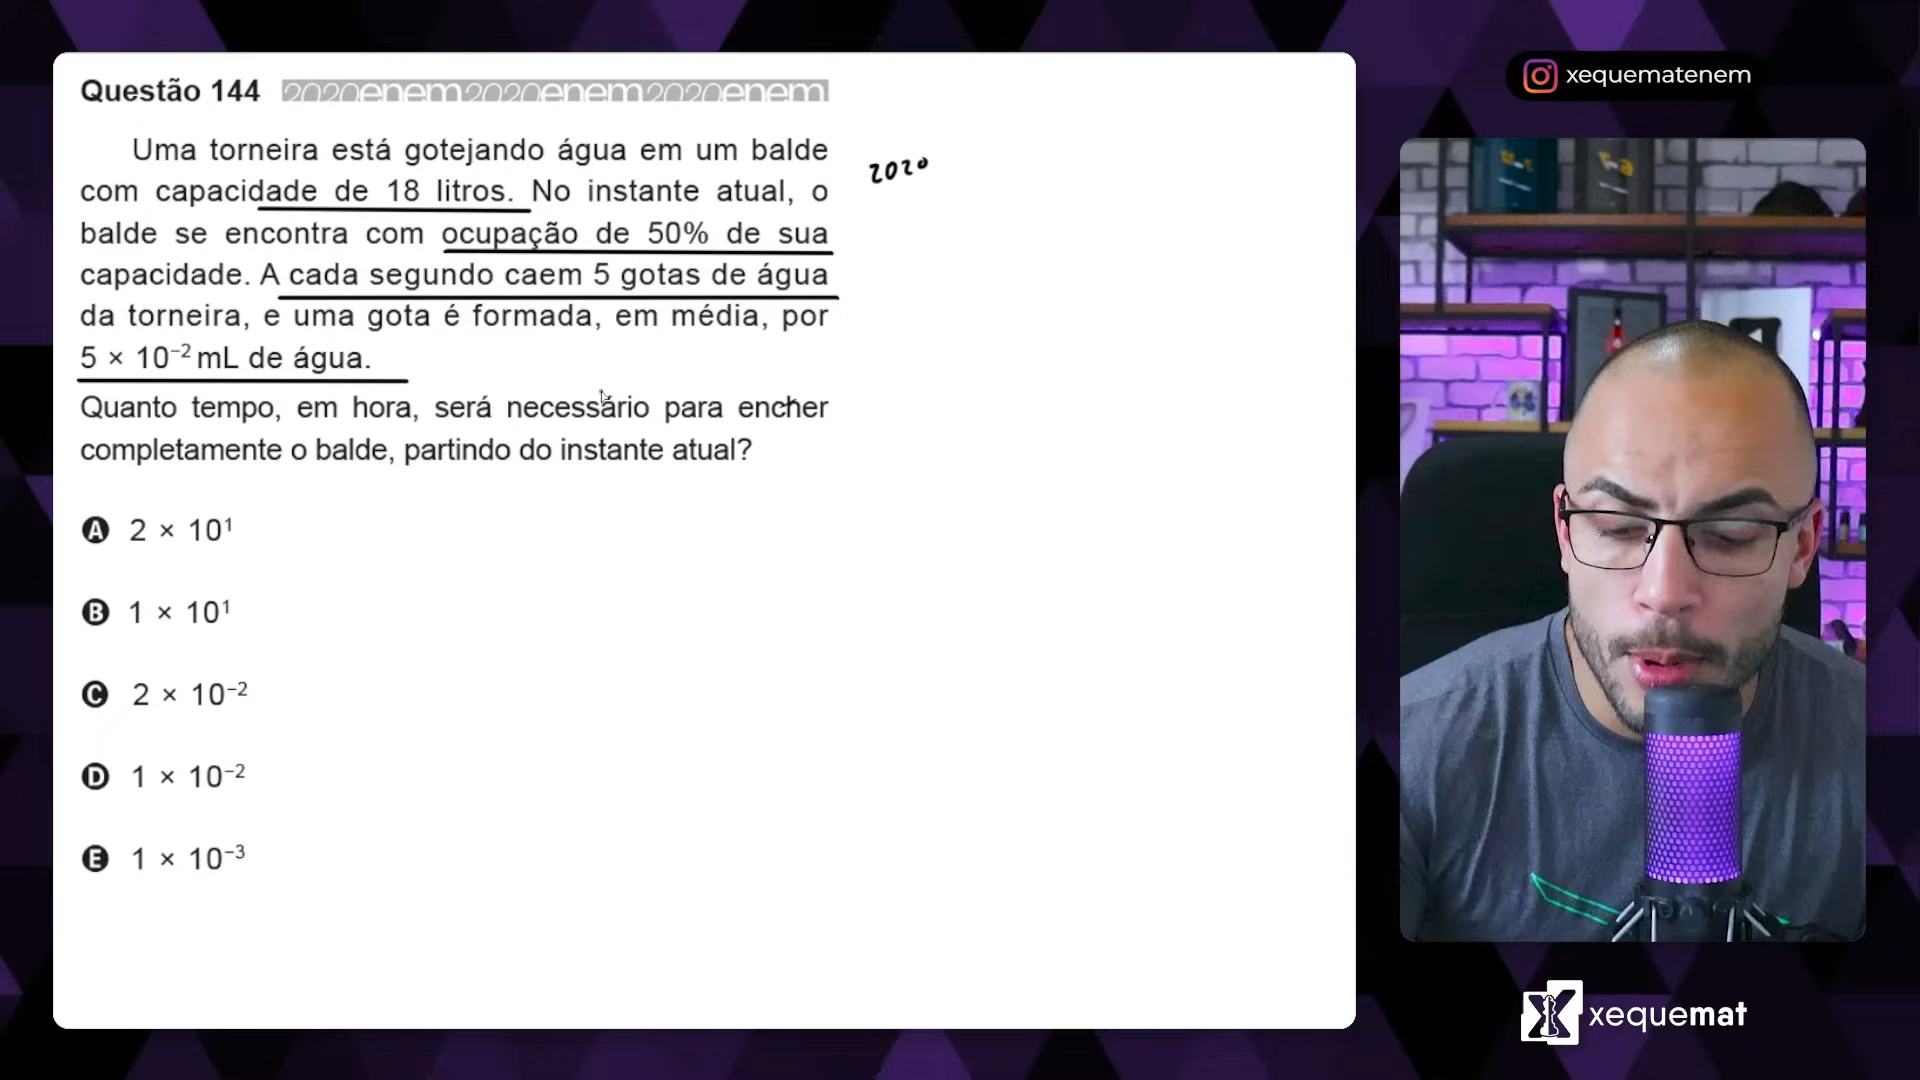 Questão 144 2020enem2020enem2020enem
xequematenem
Uma torneira está gotejando água em um balde
com capacidade de 18 litros. No instante atual, o
balde se encontra com ocupação de 50% de sua
capacidade. A cada segundo caem 5 gotas de água
da torneira, e uma gota é formada, em média, por
5 × 10⁻² mL de água.
2020
Quanto tempo, em hora, será necessário para encher
completamente o balde, partindo do instante atual?
A 2 × 10¹
B 1 × 10¹
C 2 × 10⁻²
D 1 × 10⁻²
E 1 × 10⁻³
xequemat